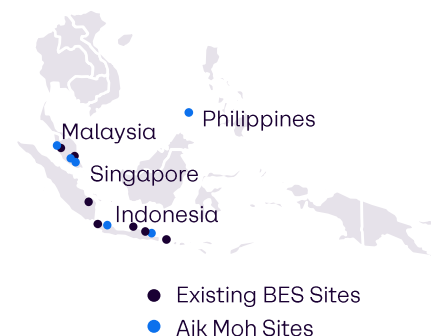 Philippines
Malaysia
Singapore
Indonesia
Existing BES Sites
Aik Moh Sites